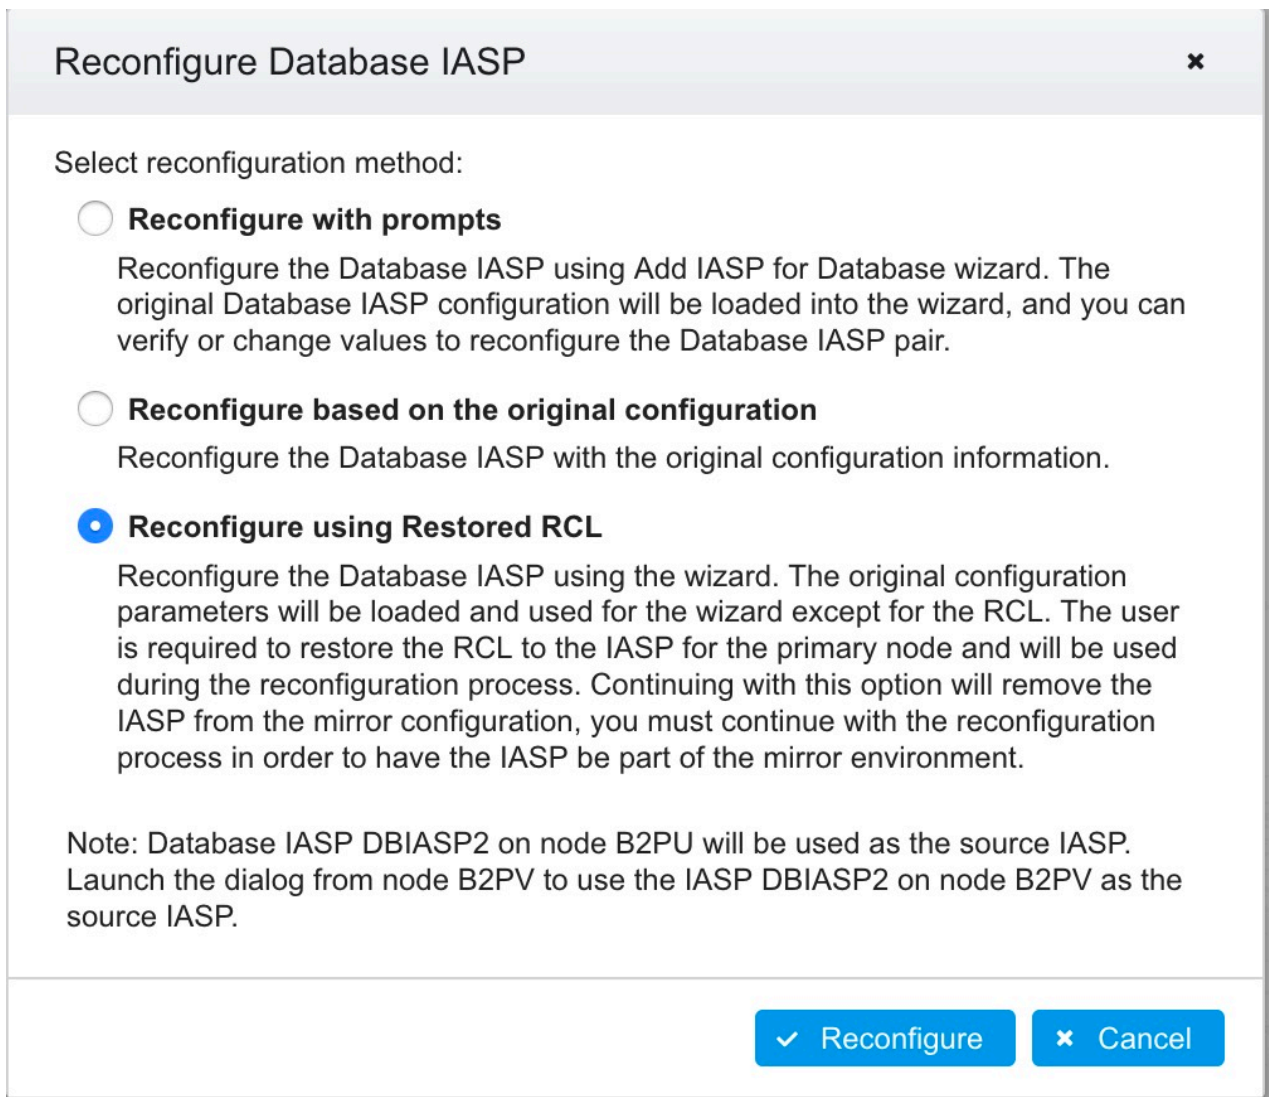 Reconfigure Database IASP
Select reconfiguration method:
Reconfigure with prompts
Reconfigure the Database IASP using Add IASP for Database wizard. The
original Database IASP configuration will be loaded into the wizard, and you can
verify or change values to reconfigure the Database IASP pair.
Reconfigure based on the original configuration
Reconfigure the Database IASP with the original configuration information.
Reconfigure using Restored RCL
Reconfigure the Database IASP using the wizard. The original configuration
parameters will be loaded and used for the wizard except for the RCL. The user
is required to restore the RCL to the IASP for the primary node and will be used
during the reconfiguration process. Continuing with this option will remove the
IASP from the mirror configuration, you must continue with the reconfiguration
process in order to have the IASP be part of the mirror environment.
Note: Database IASP DBIASP2 on node B2PU will be used as the source IASP.
Launch the dialog from node B2PV to use the IASP DBIASP2 on node B2PV as the
source IASP.
Reconfigure
Cancel